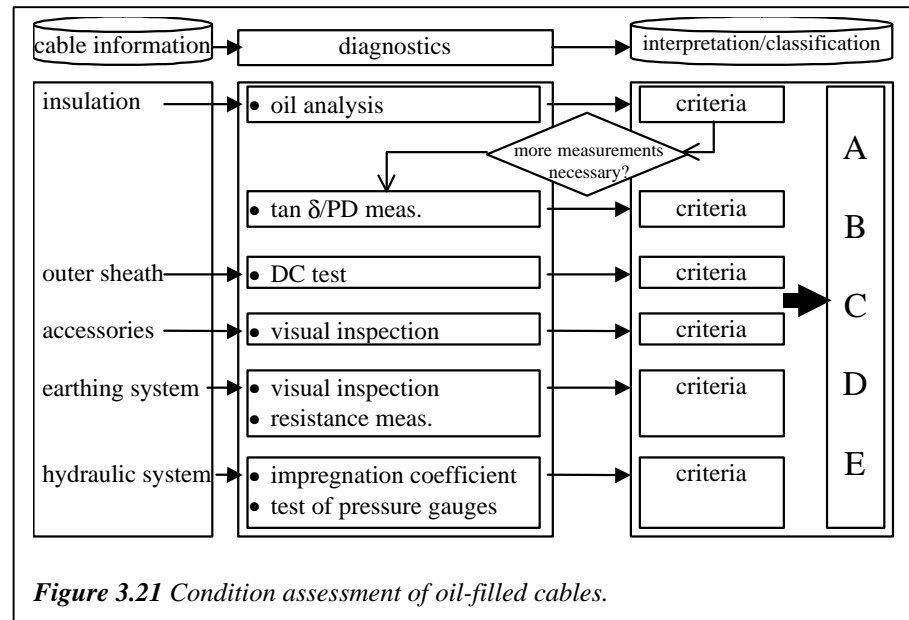 cable information
diagnostics
interpretation/classification
insulation
• oil analysis
criteria
more measurements
necessary?
• tan δ/PD meas.
criteria
outer sheath
• DC test
criteria
accessories
• visual inspection
criteria
earthing system
• visual inspection
• resistance meas.
criteria
hydraulic system
• impregnation coefficient
• test of pressure gauges
criteria
A
B
C
D
E
Figure 3.21 Condition assessment of oil-filled cables.